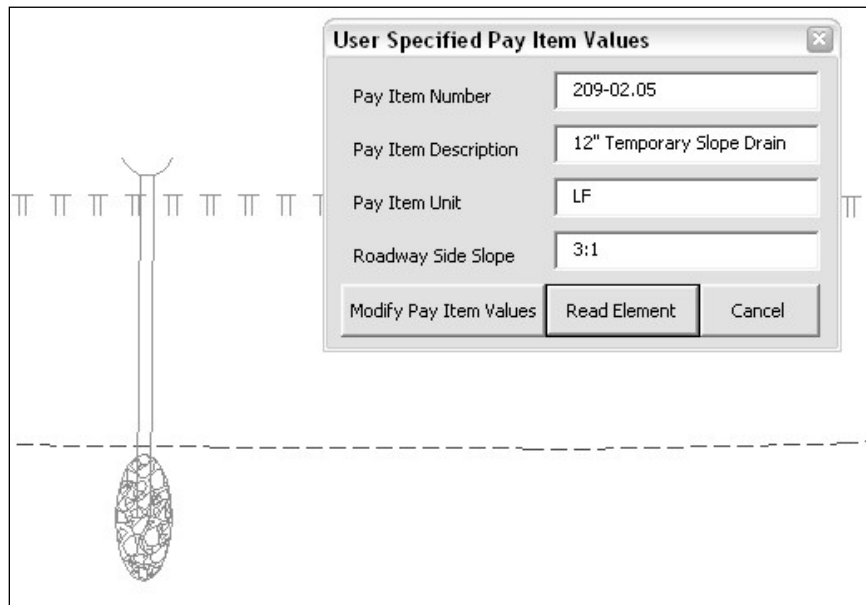 User Specified Pay Item Values
Pay Item Number 209-02.05
Pay Item Description 12" Temporary Slope Drain
Pay Item Unit LF
Roadway Side Slope 3:1
Modify Pay Item Values Read Element Cancel